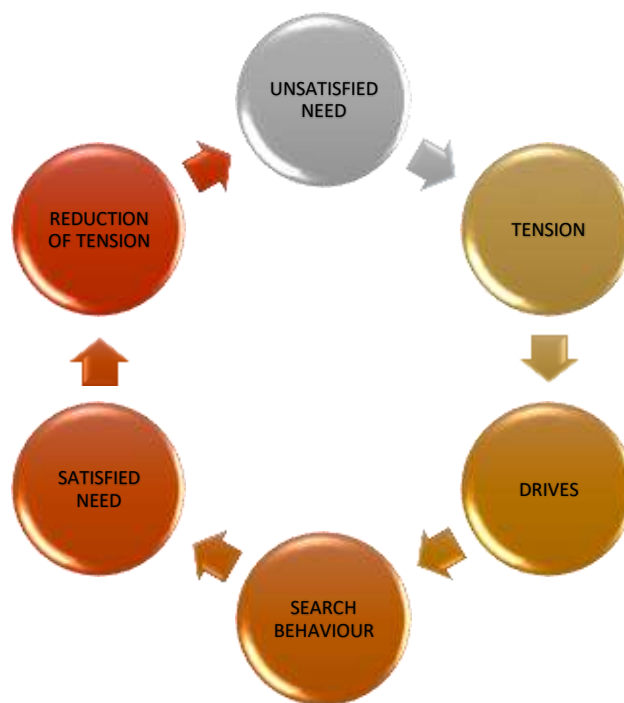 UNSATISFIED
NEED
TENSION
DRIVES
SEARCH
BEHAVIOUR
SATISFIED
NEED
REDUCTION
OF TENSION